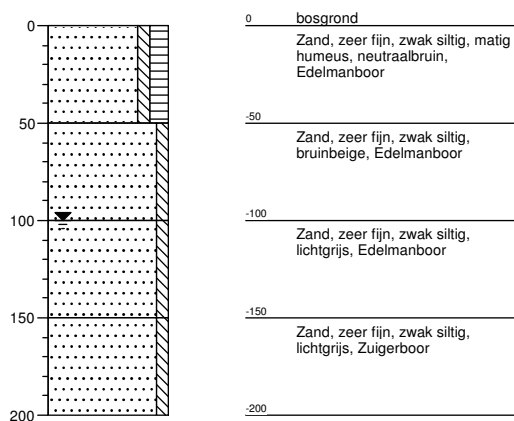 0
50
100
150
200
0
bosgrond
Zand, zeer fijn, zwak siltig, matig
humeus, neutraalbruin,
Edelmanboor
-50
Zand, zeer fijn, zwak siltig,
bruinbeige, Edelmanboor
-100
Zand, zeer fijn, zwak siltig,
lichtgrijs, Edelmanboor
-150
Zand, zeer fijn, zwak siltig,
lichtgrijs, Zuigerboor
-200